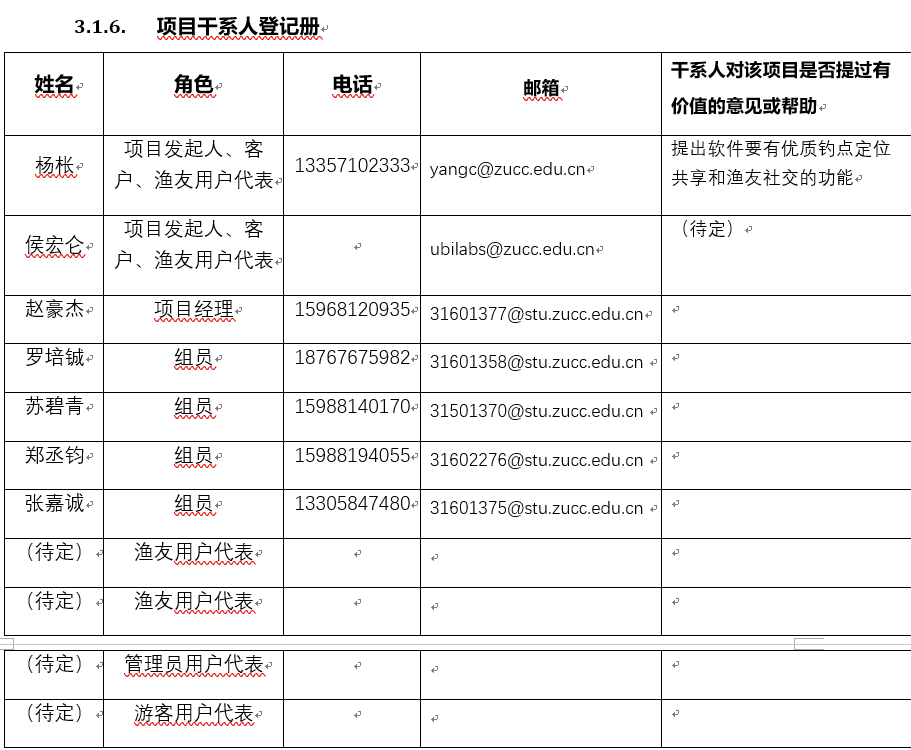 3.1.6. 项目干系人登记册
姓名 角色 电话 邮箱 干系人对该项目是否提过有
价值的意见或帮助
杨枨 项目发起人、客 13357102333 yangc@zucc.edu.cn 提出软件要有优质钓点定位
户、渔友用户代表 共享和渔友社交的功能
侯宏仑 项目发起人、客 ubilabs@zucc.edu.cn （待定）
户、渔友用户代表
赵豪杰 项目经理 15968120935 31601377@stu.zucc.edu.cn
罗培铖 组员 18767675982 31601358@stu.zucc.edu.cn
苏碧青 组员 15988140170 31501370@stu.zucc.edu.cn
郑丞钧 组员 15988194055 31602276@stu.zucc.edu.cn
张嘉诚 组员 13305847480 31601375@stu.zucc.edu.cn
（待定） 渔友用户代表
（待定） 渔友用户代表
（待定） 管理员用户代表
（待定） 游客用户代表